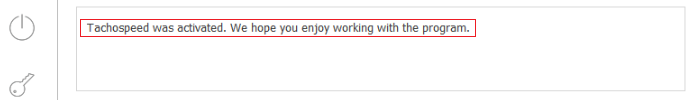 Tachospeed was activated. We hope you enjoy working with the program.